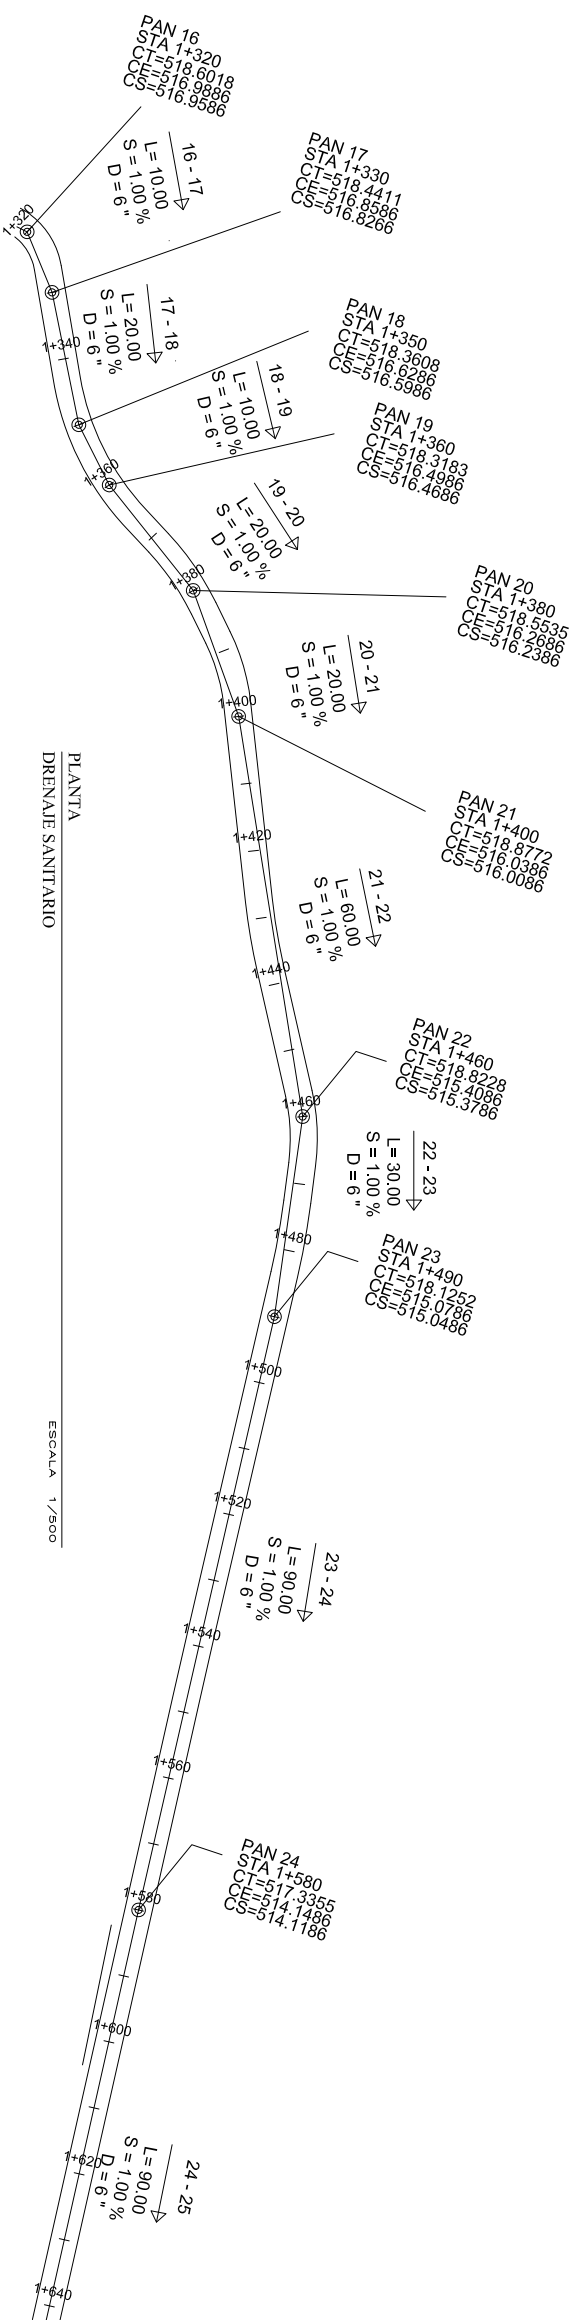 PAN 16
STA 1+320
CT=518.6018
CE=516.9886
CS=516.9586
16 - 17
L= 10.00
S = 1.00 %
D = 6 "
PAN 17
STA 1+330
CT=518.4411
CE=516.8586
CS=516.8266
1+320
17 - 18
L= 20.00
S = 1.00 %
D = 6 "
1+340
PAN 18
STA 1+350
CT=518.3608
CE=516.6286
CS=516.5986
18 - 19
L= 10.00
S = 1.00 %
D = 6 "
PAN 19
STA 1+360
CT=518.3183
CE=516.4986
CS=516.4686
1+360
19 - 20
L= 20.00
S = 1.00 %
D = 6 "
1+380
PAN 20
STA 1+380
CT=518.5535
CE=516.2686
CS=516.2386
20 - 21
L= 20.00
S = 1.00 %
D = 6 "
1+400
PAN 21
STA 1+400
CT=518.8772
CE=516.0386
CS=516.0086
PLANTA
DRENAJE SANITARIO
ESCALA 1/500
1+420
21 - 22
L= 60.00
S = 1.00 %
D = 6 "
1+440
PAN 22
STA 1+460
CT=518.8228
CE=515.4086
CS=515.3786
1+460
22 - 23
L= 30.00
S = 1.00 %
D = 6 "
1+480
PAN 23
STA 1+490
CT=518.1252
CE=515.0786
CS=515.0486
1+500
1+520
23 - 24
L= 90.00
S = 1.00 %
D = 6 "
1+540
1+560
PAN 24
STA 1+580
CT=517.3355
CE=514.1486
CS=514.1186
1+580
1+600
1+620
24 - 25
L= 90.00
S = 1.00 %
D = 6 "
1+640